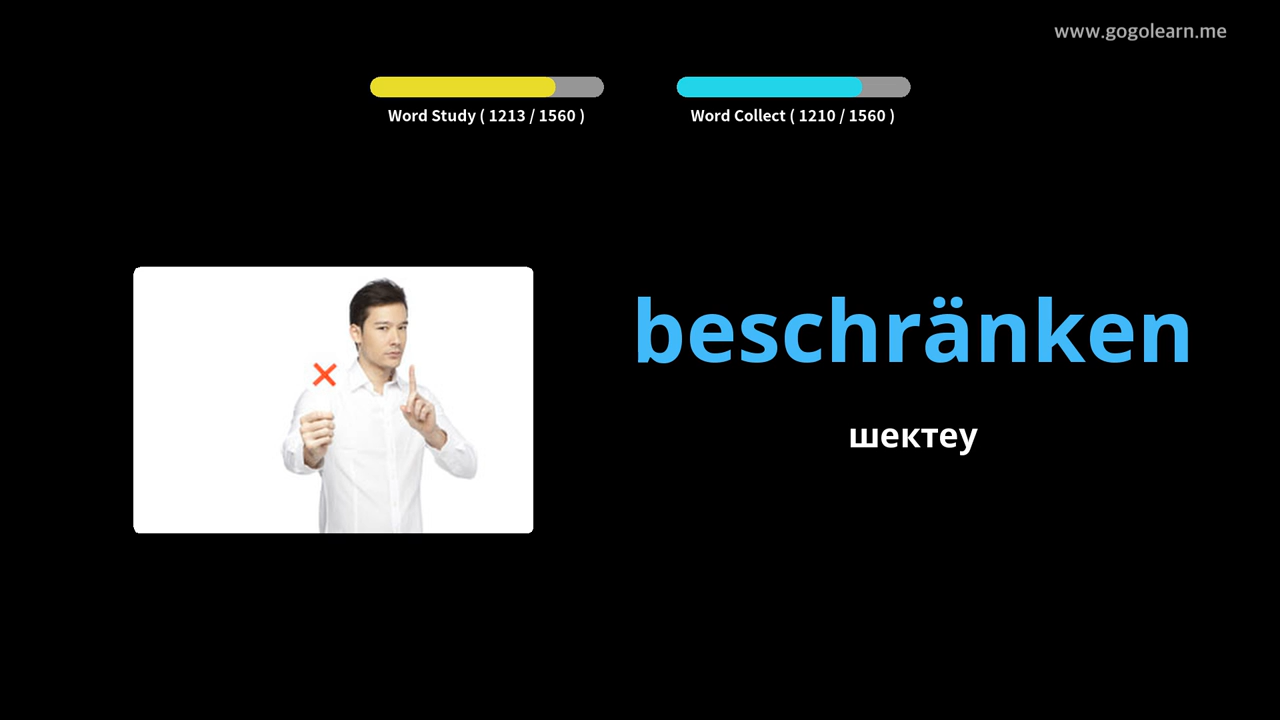 www.gogolearn.me
Word Study ( 1213 / 1560 )
Word Collect ( 1210 / 1560 )
beschränken
шектеу